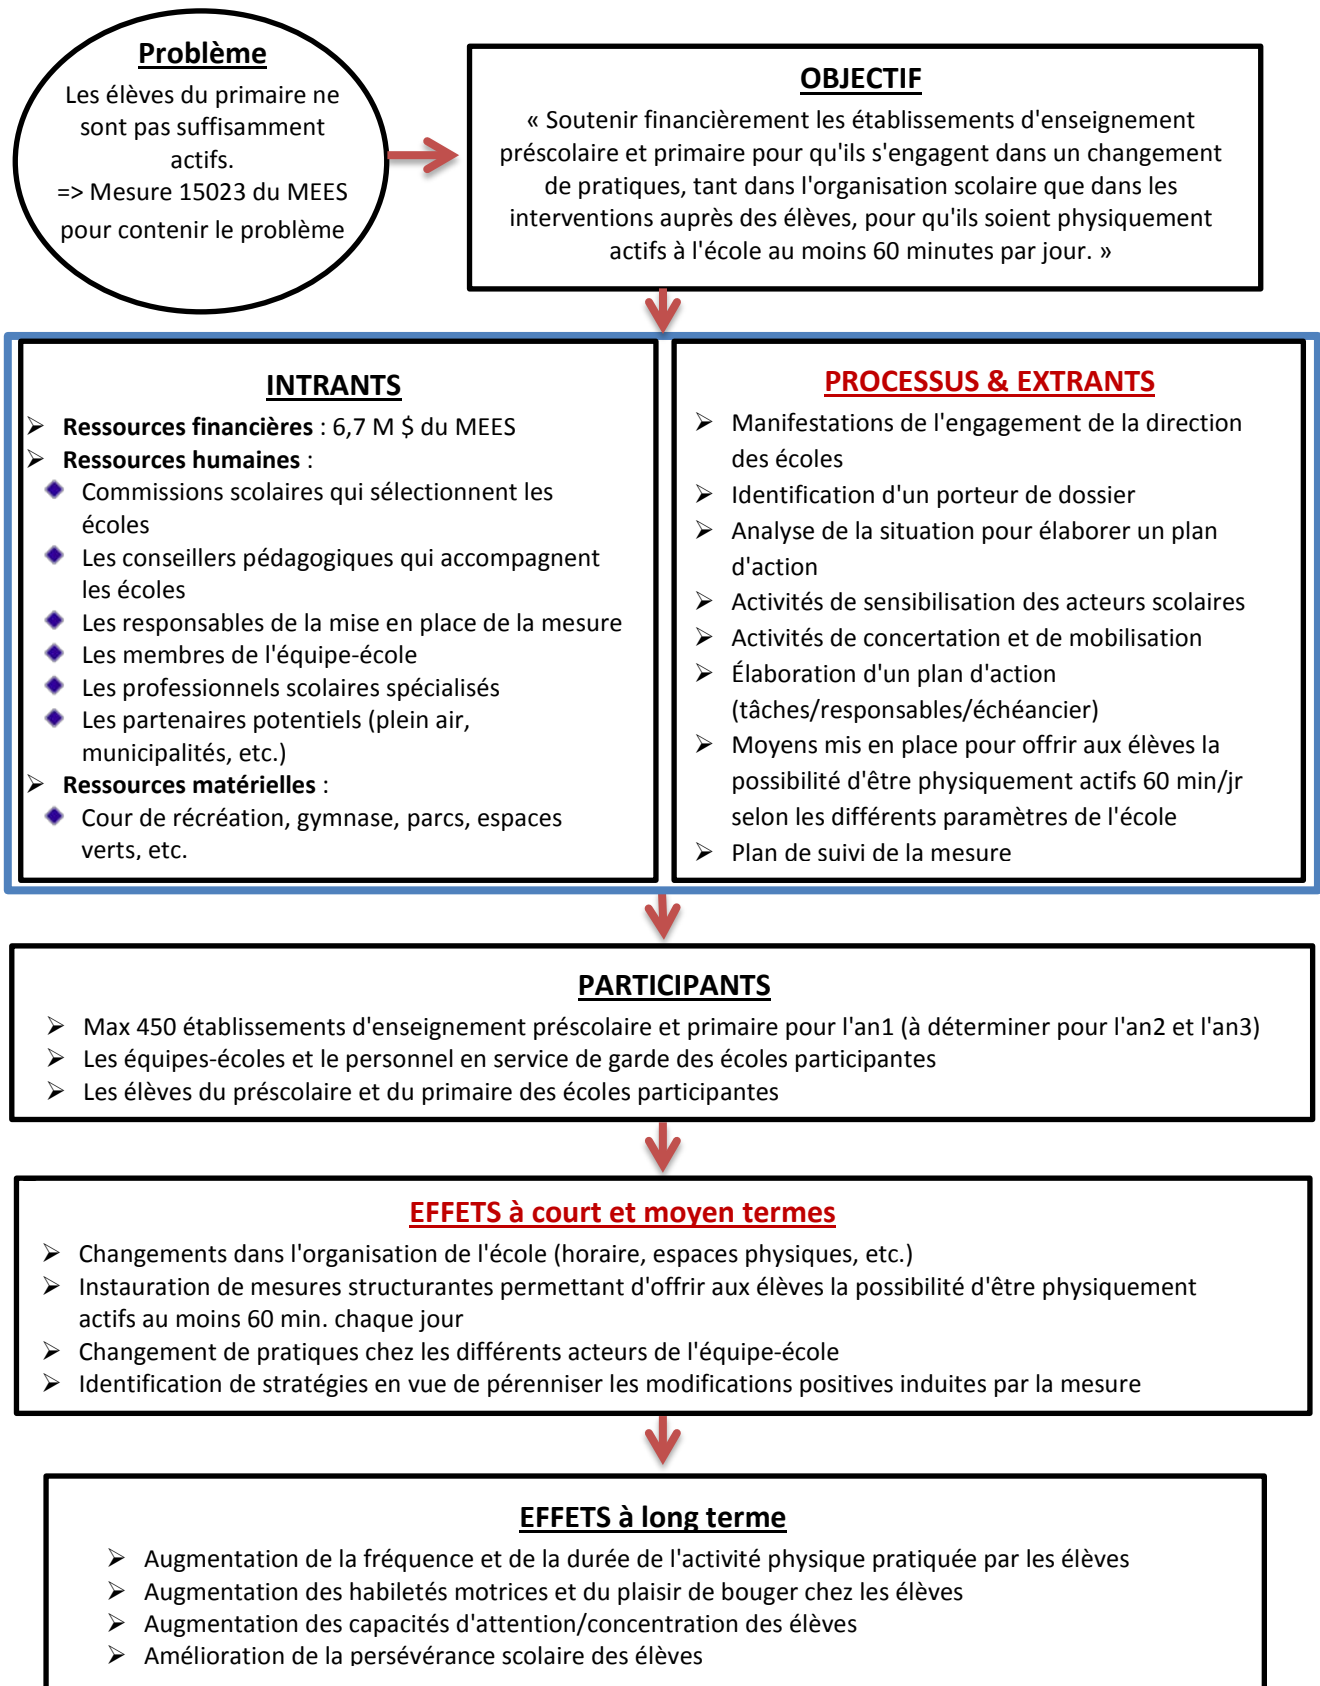 Problème
Les élèves du primaire ne
sont pas suffisamment
actifs.
=> Mesure 15023 du MEES
pour contenir le problème
OBJECTIF
« Soutenir financièrement les établissements d'enseignement
préscolaire et primaire pour qu'ils s'engagent dans un changement
de pratiques, tant dans l'organisation scolaire que dans les
interventions auprès des élèves, pour qu'ils soient physiquement
actifs à l'école au moins 60 minutes par jour. »
INTRANTS
➢ Ressources financières : 6,7 M $ du MEES
➢ Ressources humaines :
◆ Commissions scolaires qui sélectionnent les
écoles
◆ Les conseillers pédagogiques qui accompagnent
les écoles
◆ Les responsables de la mise en place de la mesure
◆ Les membres de l'équipe-école
◆ Les professionnels scolaires spécialisés
◆ Les partenaires potentiels (plein air,
municipalités, etc.)
➢ Ressources matérielles :
◆ Cour de récréation, gymnase, parcs, espaces
verts, etc.
PROCESSUS & EXTRANTS
➢ Manifestations de l'engagement de la direction
des écoles
➢ Identification d'un porteur de dossier
➢ Analyse de la situation pour élaborer un plan
d'action
➢ Activités de sensibilisation des acteurs scolaires
➢ Activités de concertation et de mobilisation
➢ Élaboration d'un plan d'action
(tâches/responsables/échéancier)
➢ Moyens mis en place pour offrir aux élèves la
possibilité d'être physiquement actifs 60 min/jr
selon les différents paramètres de l'école
➢ Plan de suivi de la mesure
PARTICIPANTS
➢ Max 450 établissements d'enseignement préscolaire et primaire pour l'an1 (à déterminer pour l'an2 et l'an3)
➢ Les équipes-écoles et le personnel en service de garde des écoles participantes
➢ Les élèves du préscolaire et du primaire des écoles participantes
EFFETS à court et moyen termes
➢ Changements dans l'organisation de l'école (horaire, espaces physiques, etc.)
➢ Instauration de mesures structurantes permettant d'offrir aux élèves la possibilité d'être physiquement
actifs au moins 60 min. chaque jour
➢ Changement de pratiques chez les différents acteurs de l'équipe-école
➢ Identification de stratégies en vue de pérenniser les modifications positives induites par la mesure
EFFETS à long terme
➢ Augmentation de la fréquence et de la durée de l'activité physique pratiquée par les élèves
➢ Augmentation des habiletés motrices et du plaisir de bouger chez les élèves
➢ Augmentation des capacités d'attention/concentration des élèves
➢ Amélioration de la persévérance scolaire des élèves